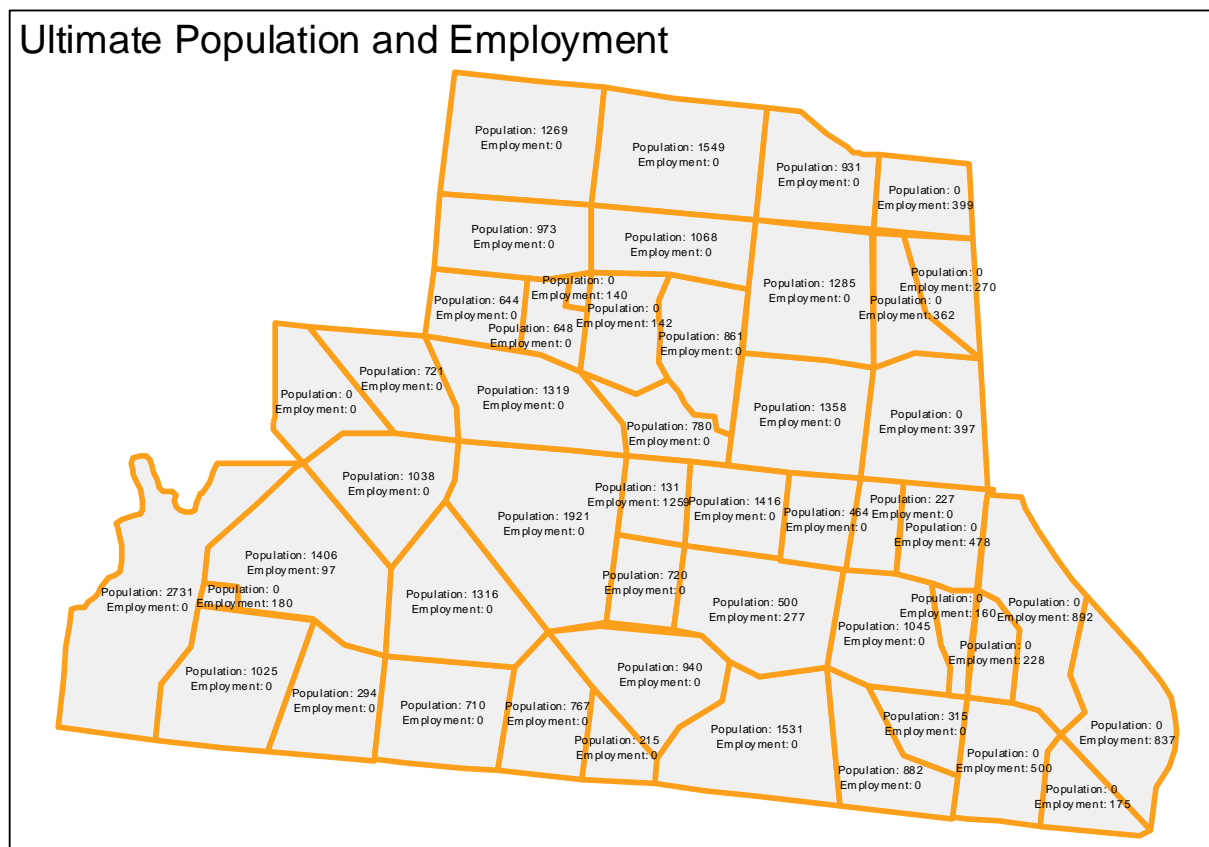 Ultimate Population and Employment
Population: 1269
Employment: 0
Population: 1549
Employment: 0
Population: 931
Employment: 0
Population: 0
Employment: 399
Population: 973
Employment: 0
Population: 1068
Employment: 0
Population: 0
Employment: 140
Population: 1285
Employment: 0
Population: 0
Employment: 270
Population: 644
Employment: 0
Population: 0
Employment: 142
Population: 0
Employment: 362
Population: 648
Employment: 0
Population: 861
Employment: 0
Population: 721
Employment: 0
Population: 0
Employment: 0
Population: 1319
Employment: 0
Population: 780
Employment: 0
Population: 1358
Employment: 0
Population: 0
Employment: 397
Population: 1038
Employment: 0
Population: 1921
Employment: 0
Population: 131
Employment: 1259
Population: 1416
Employment: 0
Population: 464
Employment: 0
Population: 227
Employment: 0
Population: 0
Employment: 478
Population: 1406
Employment: 97
Population: 2731
Employment: 0
Population: 0
Employment: 180
Population: 1316
Employment: 0
Population: 720
Employment: 0
Population: 500
Employment: 277
Population: 1045
Employment: 0
Population: 0
Employment: 160
Population: 0
Employment: 892
Population: 0
Employment: 228
Population: 1025
Employment: 0
Population: 294
Employment: 0
Population: 710
Employment: 0
Population: 767
Employment: 0
Population: 940
Employment: 0
Population: 215
Employment: 0
Population: 1531
Employment: 0
Population: 315
Employment: 0
Population: 882
Employment: 0
Population: 0
Employment: 500
Population: 0
Employment: 837
Population: 0
Employment: 175